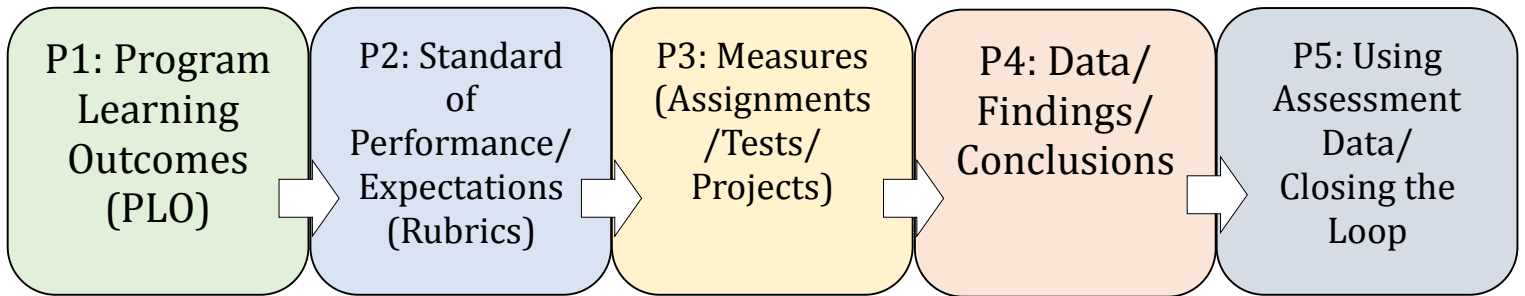 P1: Program
Learning
Outcomes
(PLO)
P2: Standard
of
Performance/
Expectations
(Rubrics)
P3: Measures
(Assignments
/Tests/
Projects)
P4: Data/
Findings/
Conclusions
P5: Using
Assessment
Data/
Closing the
Loop